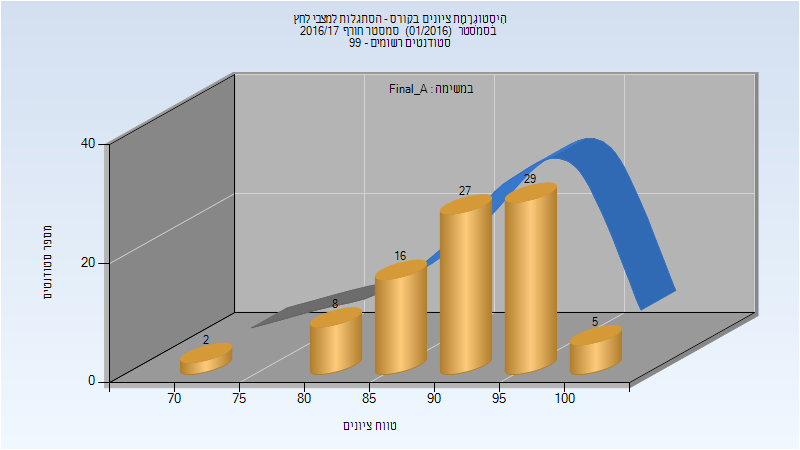 היסטוגרמת ציונים בקורס - הסתגלות למצבי לחץ
בסמסטר (01/2016) סמסטר חורף 2016/17
סטודנטים רשומים - 99
במשימה : Final_A
מספר סטודנטים
40
20
0
2
8
16
27
29
5
70
75
80
85
90
95
100
טווח ציונים